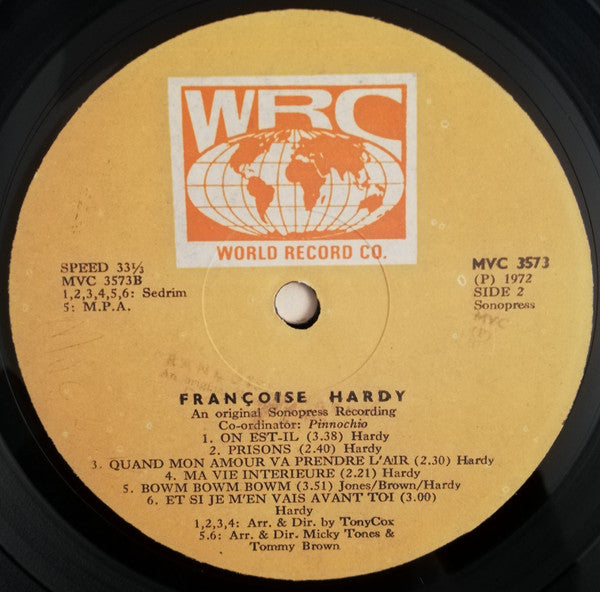 WRC
WORLD RECORD CO.
SPEED 33⅓
MVC 3573B
1,2,3,4,5,6: Sedrim
5: M.P.A.
MVC 3573
(P) 1972
SIDE 2
Sonopress
MVC
FRANÇOISE HARDY
An original Sonopress Recording
Co-ordinator: Pinnochio
1. ON EST-IL (3.38) Hardy
2. PRISONS (2.40) Hardy
3. QUAND MON AMOUR VA PRENDRE L'AIR (2.30) Hardy
4. MA VIE INTERIEURE (2.21) Hardy
5. BOWM BOWM BOWM (3.51) Jones/Brown/Hardy
6. ET SI JE M'EN VAIS AVANT TOI (3.00)
Hardy
1,2,3,4: Arr. & Dir. by TonyCox
5.6: Arr. & Dir. Micky Tones &
Tommy Brown